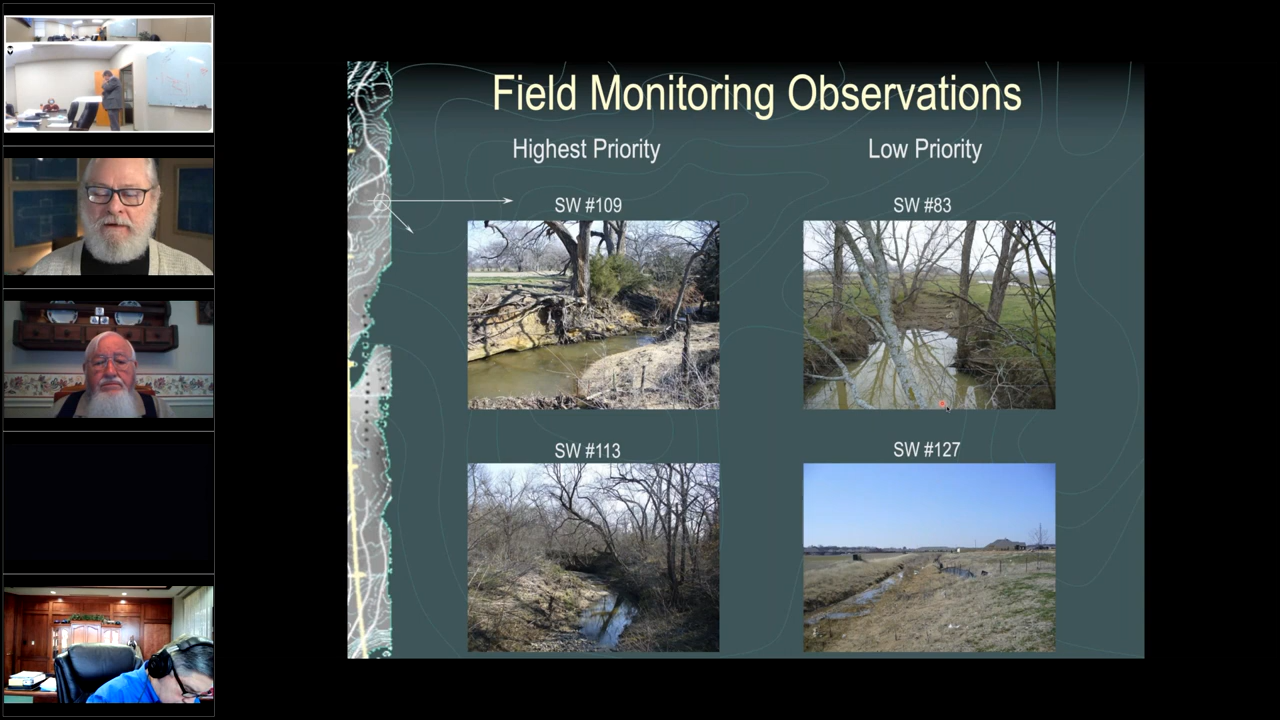 Field Monitoring Observations
Highest Priority
Low Priority
SW #109
SW #83
SW #113
SW #127